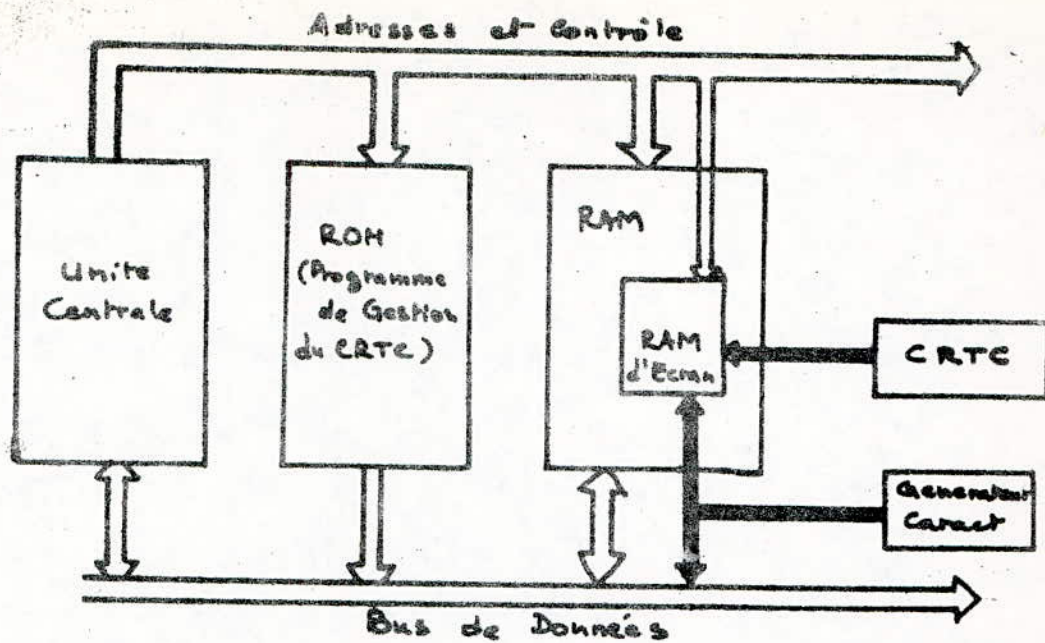 Adresses et Contrôle
Unite
Centrale
ROM
(Programme
de Gestion
du CRTC)
RAM
RAM
d'Ecran
CRTC
Generateur
Caract
Bus de Données